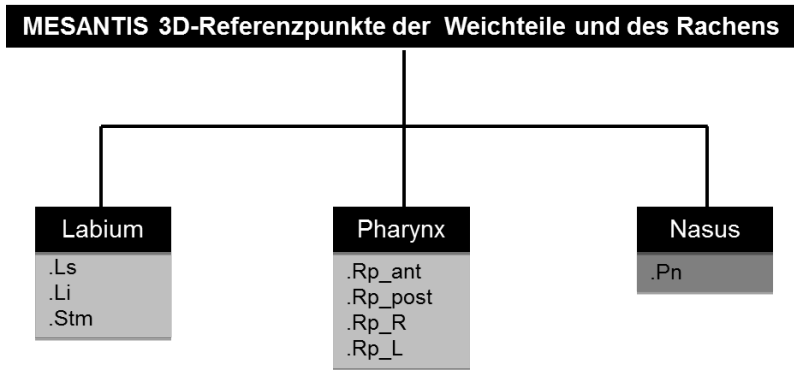 MESANTIS 3D-Referenzpunkte der Weichteile und des Rachens
Labium
.Ls
.Li
.Stm
Pharynx
.Rp_ant
.Rp_post
.Rp_R
.Rp_L
Nasus
.Pn